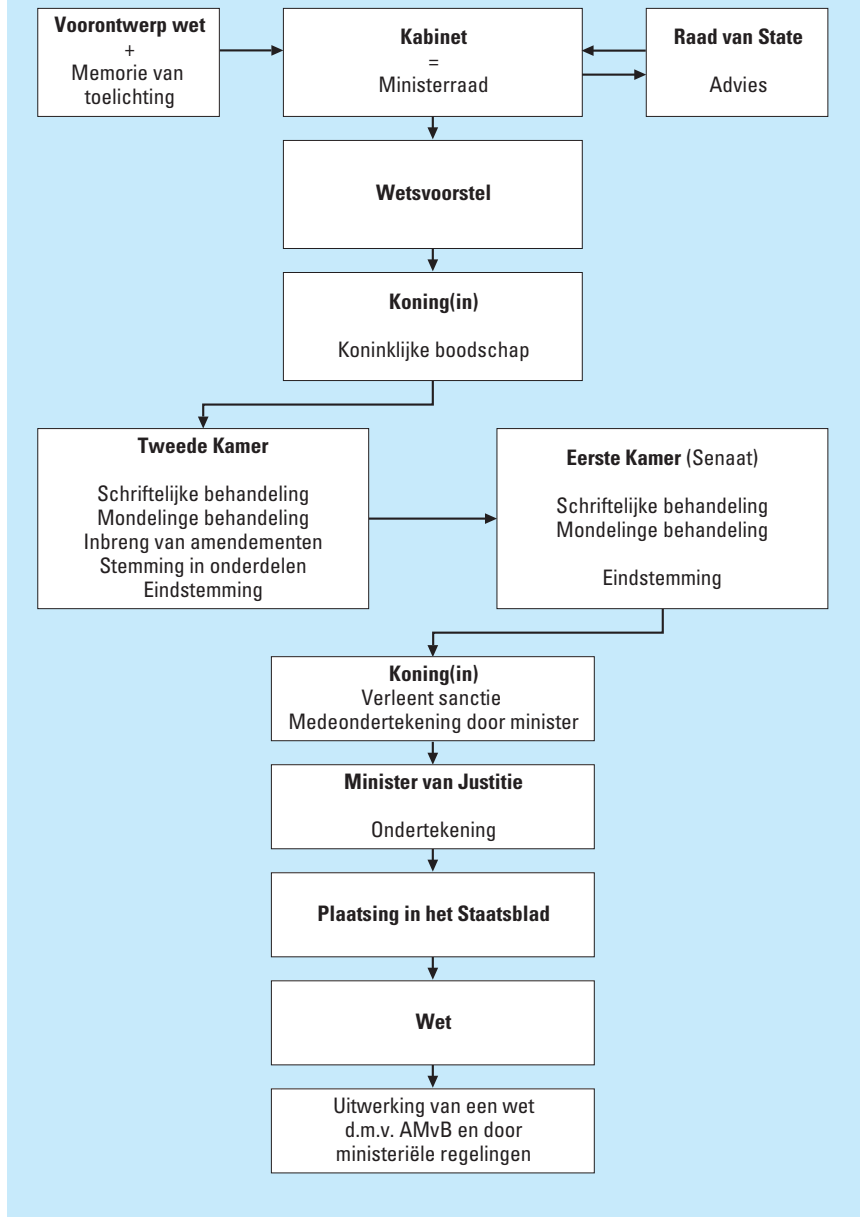 Voorontwerp wet
+
Memorie van
toelichting
Kabinet
=
Ministerraad
Raad van State
Advies
Wetsvoorstel
Koning(in)
Koninklijke boodschap
Tweede Kamer
Schriftelijke behandeling
Mondelinge behandeling
Inbreng van amendementen
Stemming in onderdelen
Eindstemming
Eerste Kamer (Senaat)
Schriftelijke behandeling
Mondelinge behandeling
Eindstemming
Koning(in)
Verleent sanctie
Medeondertekening door minister
Minister van Justitie
Ondertekening
Plaatsing in het Staatsblad
Wet
Uitwerking van een wet
d.m.v. AMvB en door
ministeriële regelingen